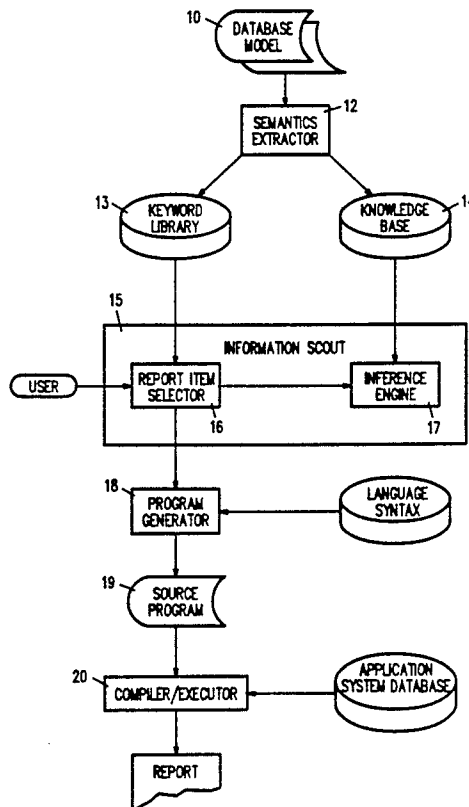 10
DATABASE
MODEL
12
SEMANTICS
EXTRACTOR
13
KEYWORD
LIBRARY
KNOWLEDGE
BASE
15
INFORMATION SCOUT
USER
REPORT ITEM
SELECTOR
16
INFERENCE
ENGINE
17
18
PROGRAM
GENERATOR
LANGUAGE
SYNTAX
19
SOURCE
PROGRAM
20
COMPILER/EXECUTOR
APPLICATION
SYSTEM DATABASE
REPORT